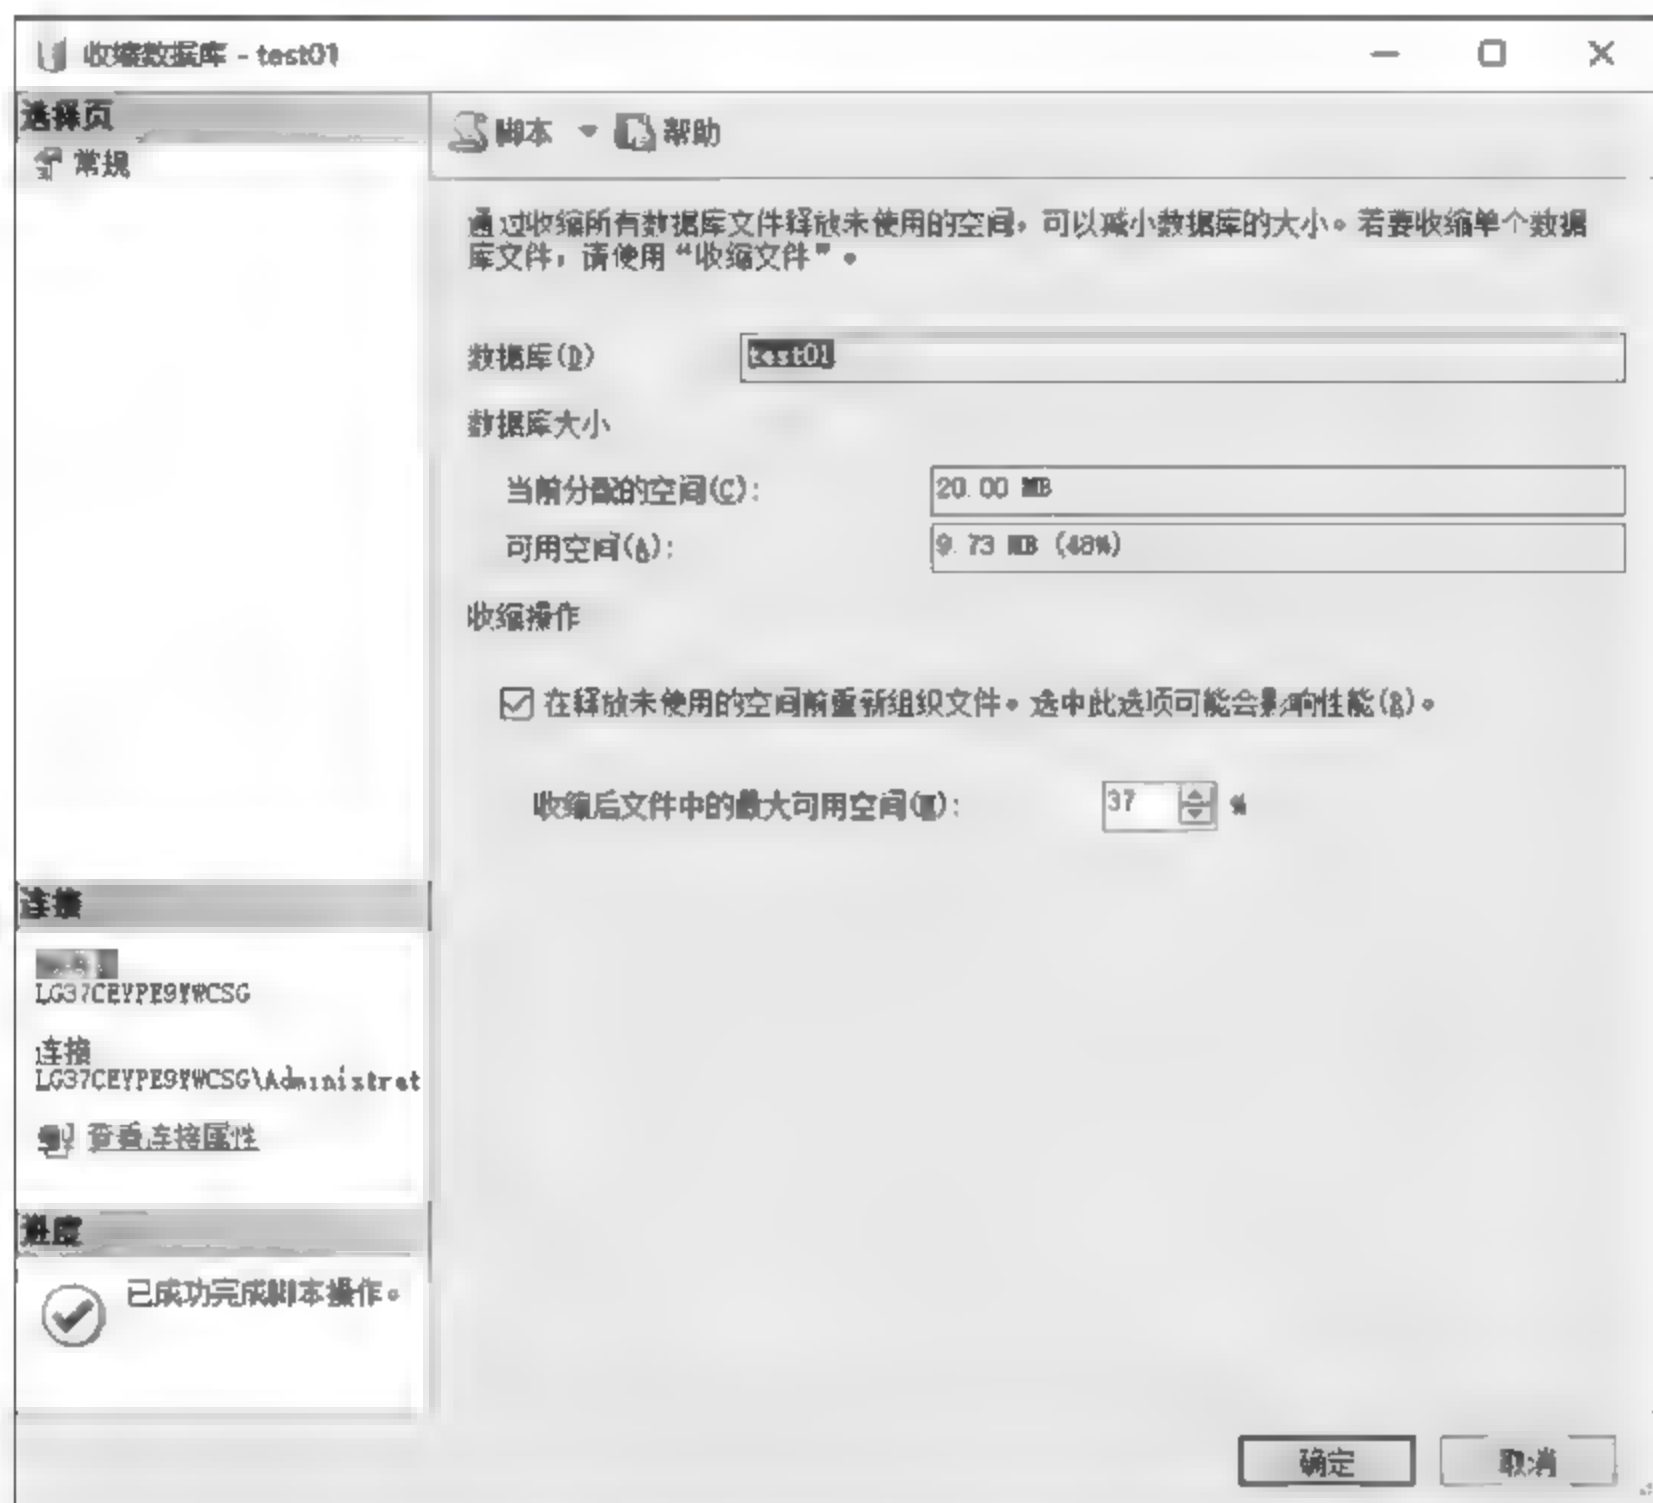 收缩数据库 - test01
选择页
常规
脚本 帮助
通过收缩所有数据库文件释放未使用的空间，可以减小数据库的大小。若要收缩单个数据
库文件，请使用“收缩文件”。
数据库(D)
test01
数据库大小
当前分配的空间(C):
20.00 MB
可用空间(A):
9.73 MB (48%)
收缩操作
在释放未使用的空间前重新组织文件。选中此选项可能会影响性能(R)。
收缩后文件中的最大可用空间(M):
37 %
连接
LG37CEYPE9YWCSG
连接
LG37CEYPE9YWCSG\Administrat
查看连接属性
进度
已成功完成脚本操作。
确定 取消